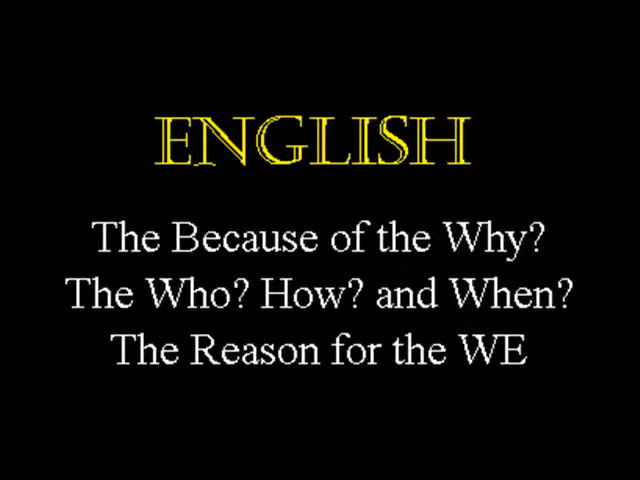 ENGLISH
The Because of the Why?
The Who? How? and When?
The Reason for the WE